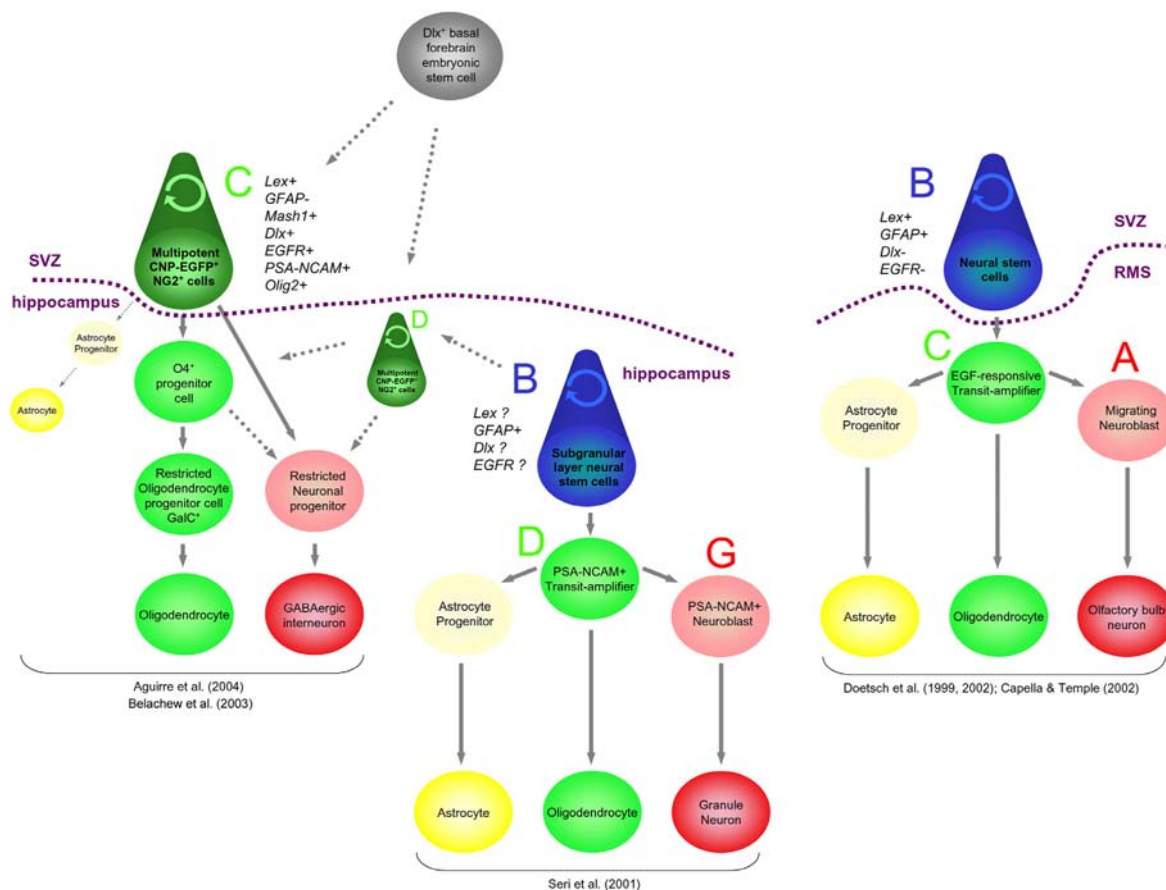 Dlx⁺ basal
forebrain
embryonic
stem cell
C
Lex+
GFAP-
Mash1+
Dlx+
EGFR+
PSA-NCAM+
Olig2+
Multipotent
CNP-EGFP⁺
NG2⁺ cells
SVZ
hippocampus
Astrocyte
Progenitor
Astrocyte
O4⁺
progenitor
cell
Restricted
Oligodendrocyte
progenitor cell
GalC⁺
Oligodendrocyte
Restricted
Neuronal
progenitor
GABAergic
interneuron
Aguirre et al. (2004)
Belachew et al. (2003)
D
Multipotent
CNP-EGFP⁺
NG2⁺ cells
B
hippocampus
Lex ?
GFAP+
Dlx ?
EGFR ?
Subgranular
layer neural
stem cells
D
PSA-NCAM+
Transit-amplifier
G
Astrocyte
Progenitor
PSA-NCAM+
Neuroblast
Astrocyte
Oligodendrocyte
Granule
Neuron
Seri et al. (2001)
B
Lex+
GFAP+
Dlx-
EGFR-
Neural stem
cells
SVZ
RMS
C
EGF-responsive
Transit-amplifier
A
Astrocyte
Progenitor
Migrating
Neuroblast
Astrocyte
Oligodendrocyte
Olfactory bulb
neuron
Doetsch et al. (1999, 2002); Capella & Temple (2002)